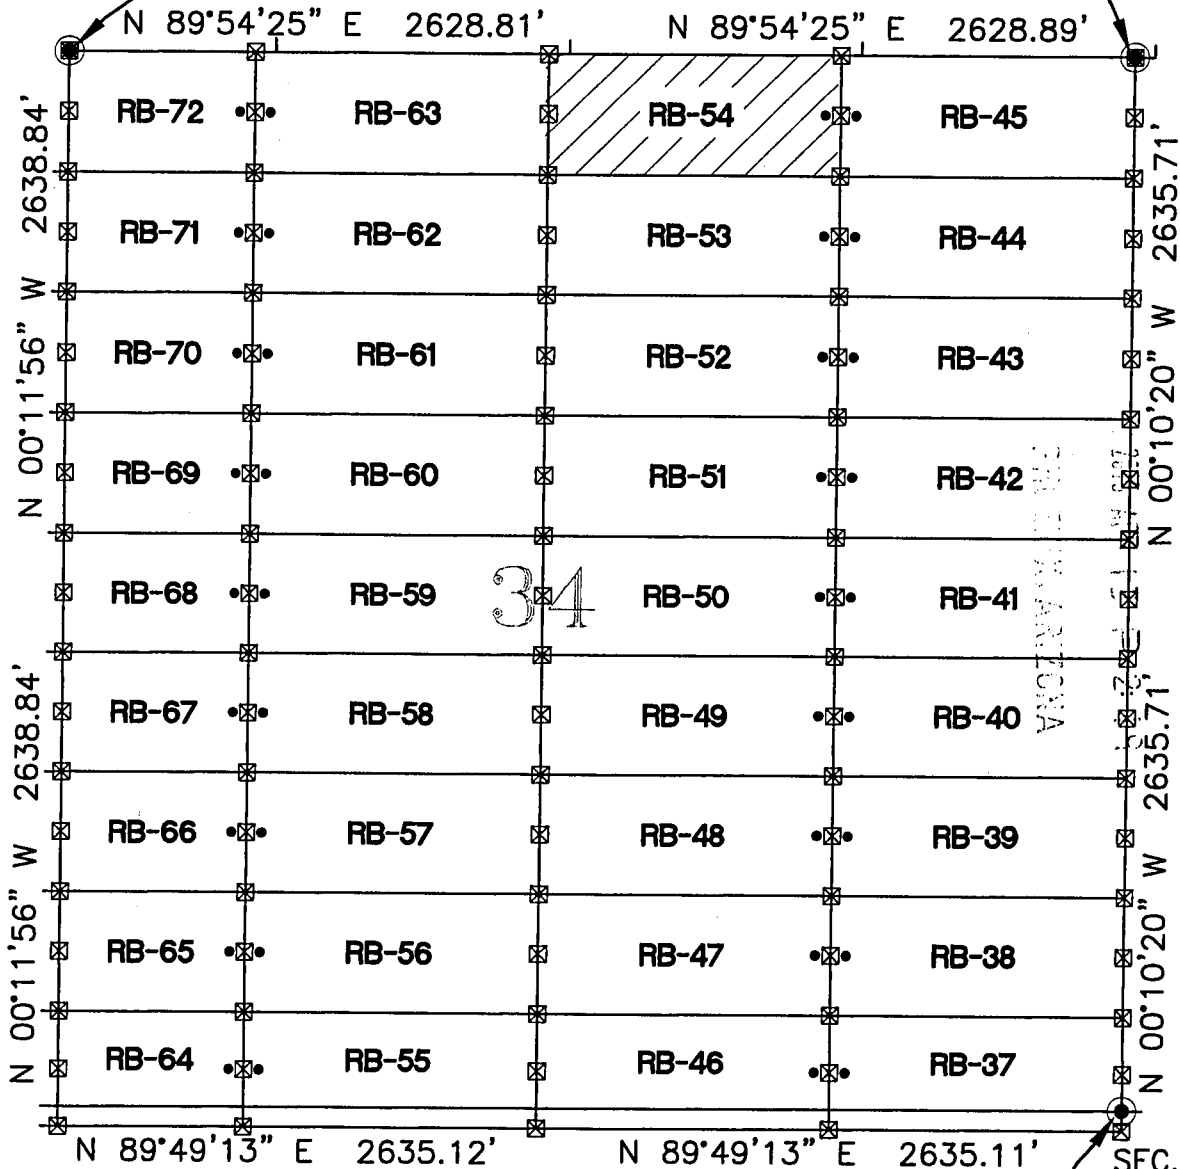 N 89°54'25" E 2628.81' N 89°54'25" E 2628.89'
RB-72 RB-63 RB-54 RB-45
N 00°11'56" W 2638.84'
N 00°10'20" W 2635.71'
RB-71 RB-62 RB-53 RB-44
RB-70 RB-61 RB-52 RB-43
RB-69 RB-60 RB-51 RB-42
RB-68 RB-59 34 RB-50 RB-41
ARIZONA
RB-67 RB-58 RB-49 RB-40
N 00°11'56" W 2638.84'
N 00°10'20" W 2635.71'
RB-66 RB-57 RB-48 RB-39
RB-65 RB-56 RB-47 RB-38
RB-64 RB-55 RB-46 RB-37
N 89°49'13" E 2635.12' N 89°49'13" E 2635.11' SEC.